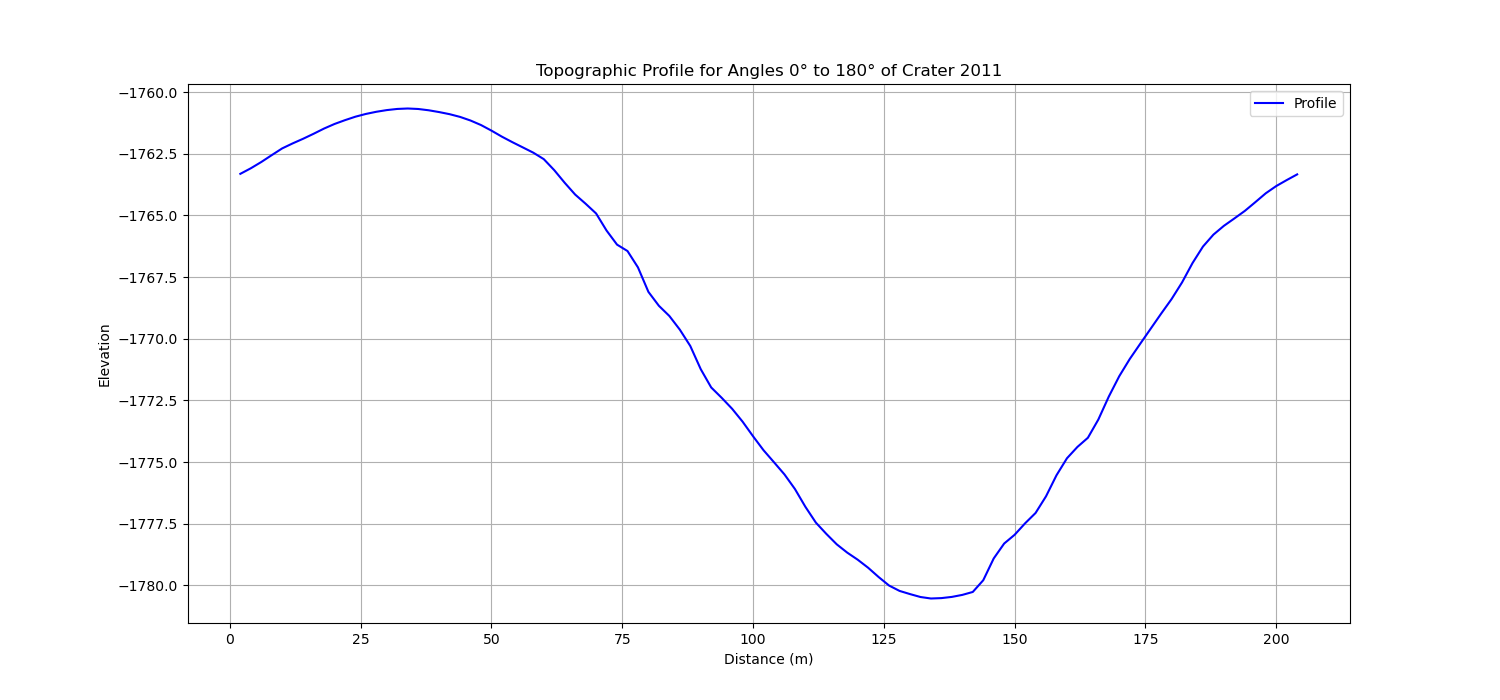 Topographic Profile for Angles 0° to 180° of Crater 2011
Profile
Elevation
−1760.0
−1762.5
−1765.0
−1767.5
−1770.0
−1772.5
−1775.0
−1777.5
−1780.0
0 25 50 75 100 125 150 175 200
Distance (m)